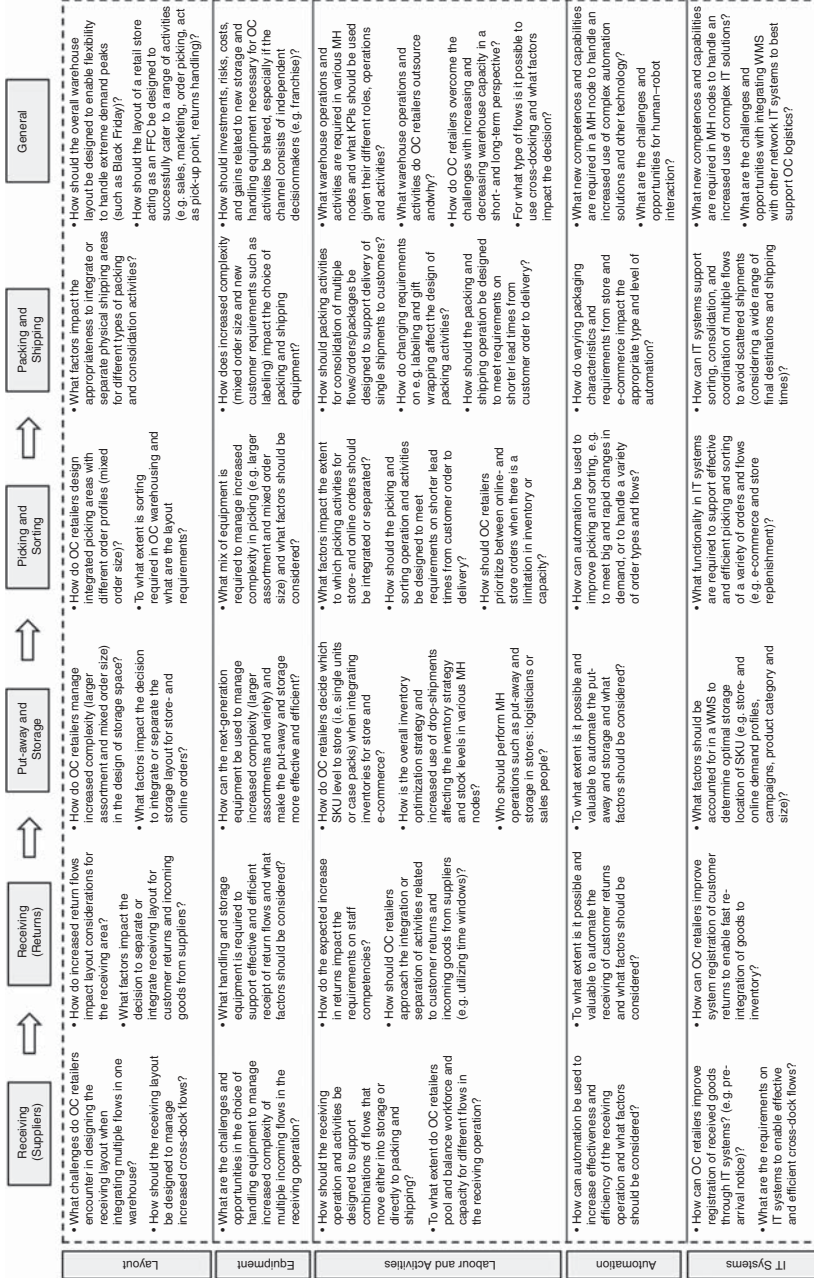 Receiving
(Suppliers)
Receiving
(Returns)
Put-away and
Storage
Picking and
Sorting
Packing and
Shipping
General
Layout
• What challenges do OC retailers
encounter in designing the
receiving layout when
integrating multiple flows in one
warehouse?
• How should the receiving layout
be designed to manage
increased cross-dock flows?
• How do increased return flows
impact layout considerations for
the receiving area?
• What factors impact the
decision to separate or
integrate receiving layout for
customer returns and incoming
goods from suppliers?
• How do OC retailers manage
increased complexity (larger
assortment and mixed order size)
in the design of storage space?
• What factors impact the decision
to integrate or separate the
storage layout for store- and
online orders?
• How do OC retailers design
integrated picking areas with
different order profiles (mixed
order size)?
• To what extent is sorting
required in OC warehousing and
what are the layout
requirements?
• What factors impact the
appropriateness to integrate or
separate physical shipping areas
for different types of packing
and consolidation activities?
• How should the overall warehouse
layout be designed to enable flexibility
to handle extreme demand peaks
(such as Black Friday)?
• How should the layout of a retail store
acting as an FFC be designed to
successfully cater to a range of activities
(e.g. sales, marketing, order picking, act
as pick-up point, returns handling)?
Equipment
• What are the challenges and
opportunities in the choice of
handling equipment to manage
increased complexity of
multiple incoming flows in the
receiving operation?
• What handling and storage
equipment is required to
support effective and efficient
receipt of return flows and what
factors should be considered?
• How can the next-generation
equipment be used to manage
increased complexity (larger
assortments and variety) and
make the put-away and storage
more effective and efficient?
• What mix of equipment is
required to manage increased
complexity in picking (e.g. larger
assortment and mixed order
size) and what factors should be
considered?
• How does increased complexity
(mixed order size and new
customer requirements such as
labeling) impact the choice of
packing and shipping
equipment?
• How should investments, risks, costs,
and gains related to new storage and
handling equipment necessary for OC
activities be shared, especially if the
channel consists of independent
decisionmakers (e.g. franchise)?
Labour and Activities
• How should the receiving
operation and activities be
designed to support
combinations of flows that
move either into storage or
directly to packing and
shipping?
• To what extent do OC retailers
pool and balance workforce and
capacity for different flows in
the receiving operation?
• How do the expected increase
in returns impact the
requirements on staff
competencies?
• How should OC retailers
approach the integration or
separation of activities related
to customer returns and
incoming goods from suppliers
(e.g. utilizing time windows)?
• How do OC retailers decide which
SKU level to store (i.e. single units
or case packs) when integrating
inventories for store and
e-commerce?
• How is the overall inventory
optimization strategy and
increased use of drop-shipments
affecting the inventory strategy
and stock levels in various MH
nodes?
• Who should perform MH
operations such as put-away and
storage in stores: logisticians or
sales people?
• What factors impact the extent
to which picking activities for
store- and online orders should
be integrated or separated?
• How should the picking and
sorting operation and activities
be designed to meet
requirements on shorter lead
times from customer order to
delivery?
• How should OC retailers
prioritize between online- and
store orders when there is a
limitation in inventory or
capacity?
• How should packing activities
for consolidation of multiple
flows/orders/packages be
designed to support delivery of
single shipments to customers?
• How do changing requirements
on e.g. labeling and gift
wrapping affect the design of
packing activities?
• How should the packing and
shipping operation be designed
to meet requirements on
shorter lead times from
customer order to delivery?
• What warehouse operations and
activities are required in various MH
nodes and what KPIs should be used
given their different roles, operations
and activities?
• What warehouse operations and
activities do OC retailers outsource
andwhy?
• How do OC retailers overcome the
challenges with increasing and
decreasing warehouse capacity in a
short- and long-term perspective?
• For what type of flows is it possible to
use cross-docking and what factors
impact the decision?
Automation
• How can automation be used to
increase effectiveness and
efficiency of the receiving
operation and what factors
should be considered?
• To what extent is it possible and
valuable to automate the
receiving of customer returns
and what factors should be
considered?
• To what extent is it possible and
valuable to automate the put-
away and storage and what
factors should be considered?
• How can automation be used to
improve picking and sorting, e.g.
to meet big and rapid changes in
demand, or to handle a variety
of order types and flows?
• How do varying packaging
characteristics and
requirements from store and
e-commerce impact the
appropriate type and level of
automation?
• What new competences and capabilities
are required in a MH node to handle an
increased use of complex automation
solutions and other technology?
• What are the challenges and
opportunities for human–robot
interaction?
IT Systems
• How can OC retailers improve
registration of received goods
through IT systems? (e.g. pre-
arrival notice)?
• What are the requirements on
IT systems to enable effective
and efficient cross-dock flows?
• How can OC retailers improve
system registration of customer
returns to enable fast re-
integration of goods to
inventory?
• What factors should be
accounted for in a WMS to
determine optimal storage
location of SKU (e.g. store- and
online demand profiles,
campaigns, product category and
size)?
• What functionality in IT systems
are required to support effective
and efficient picking and sorting
of a variety of orders and flows
(e.g. e-commerce and store
replenishment)?
• How can IT systems support
sorting, consolidation, and
coordination of multiple flows
to avoid scattered shipments
(considering a wide range of
final destinations and shipping
times)?
• What new competences and capabilities
are required in MH nodes to handle an
increased use of complex IT solutions?
• What are the challenges and
opportunities with integrating WMS
with other network IT systems to best
support OC logistics?